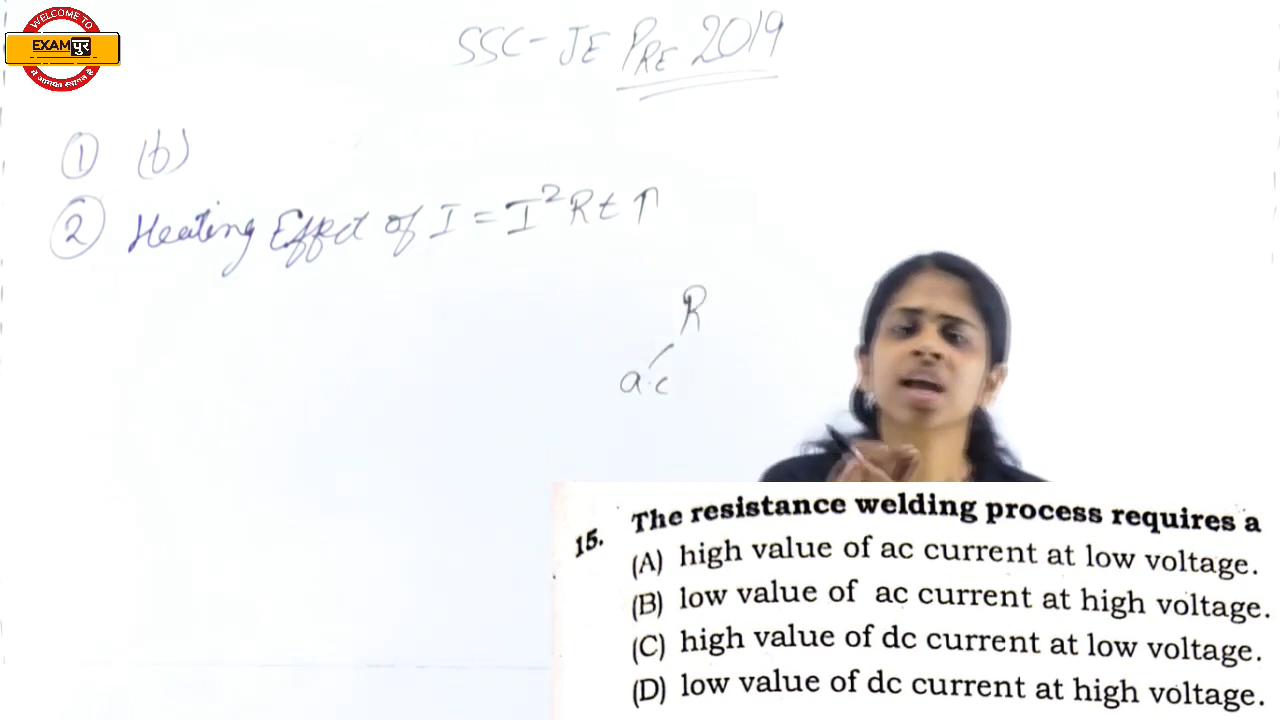 WELCOME TO
EXAM पुर
SSC-JE PRE 2019
① (b)
② Heating Effect of I = I²Rt ↑
R
a.c
15. The resistance welding process requires a
(A) high value of ac current at low voltage.
(B) low value of ac current at high voltage.
(C) high value of dc current at low voltage.
(D) low value of dc current at high voltage.